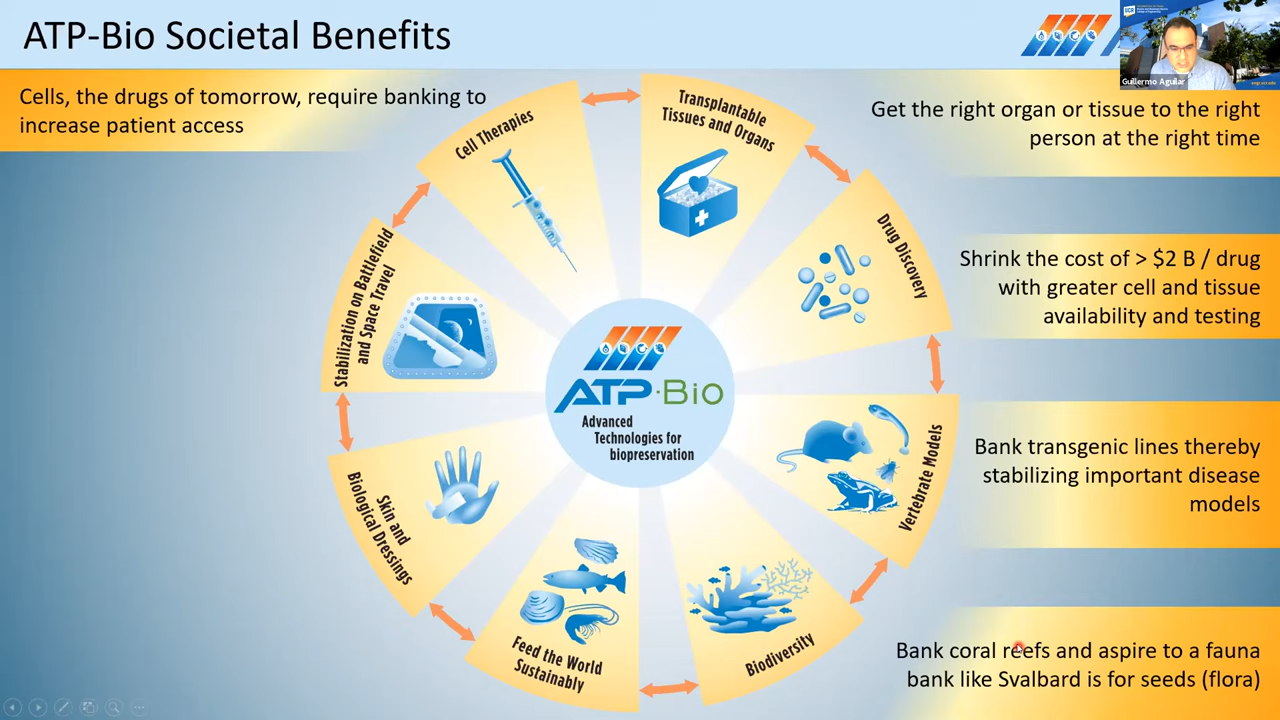 ATP-Bio Societal Benefits
Guillermo Aguilar
Cells, the drugs of tomorrow, require banking to
increase patient access
Get the right organ or tissue to the right
person at the right time
Shrink the cost of > $2 B / drug
with greater cell and tissue
availability and testing
Bank transgenic lines thereby
stabilizing important disease
models
Bank coral reefs and aspire to a fauna
bank like Svalbard is for seeds (flora)
Cell Therapies
Transplantable
Tissues and Organs
Drug Discovery
Vertebrate Models
Biodiversity
Feed the World
Sustainably
Skin and
Biological Dressings
Stabilization on Battlefield
and Space Travel
ATP·Bio
Advanced
Technologies for
biopreservation